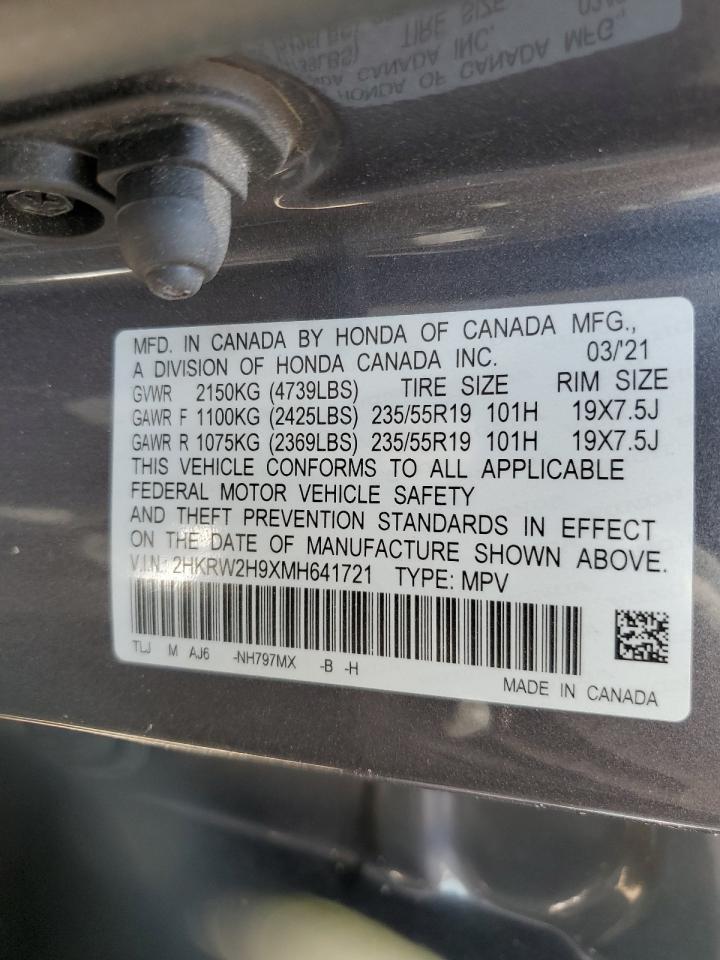 MFD. IN CANADA BY HONDA OF CANADA MFG.,
A DIVISION OF HONDA CANADA INC. 03/'21
GVWR 2150KG (4739LBS) TIRE SIZE RIM SIZE
GAWR F 1100KG (2425LBS) 235/55R19 101H 19X7.5J
GAWR R 1075KG (2369LBS) 235/55R19 101H 19X7.5J
THIS VEHICLE CONFORMS TO ALL APPLICABLE
FEDERAL MOTOR VEHICLE SAFETY
AND THEFT PREVENTION STANDARDS IN EFFECT
ON THE DATE OF MANUFACTURE SHOWN ABOVE.
V.I.N.: 2HKRW2H9XMH641721 TYPE: MPV
TLJ M AJ6 -NH797MX -B -H
MADE IN CANADA